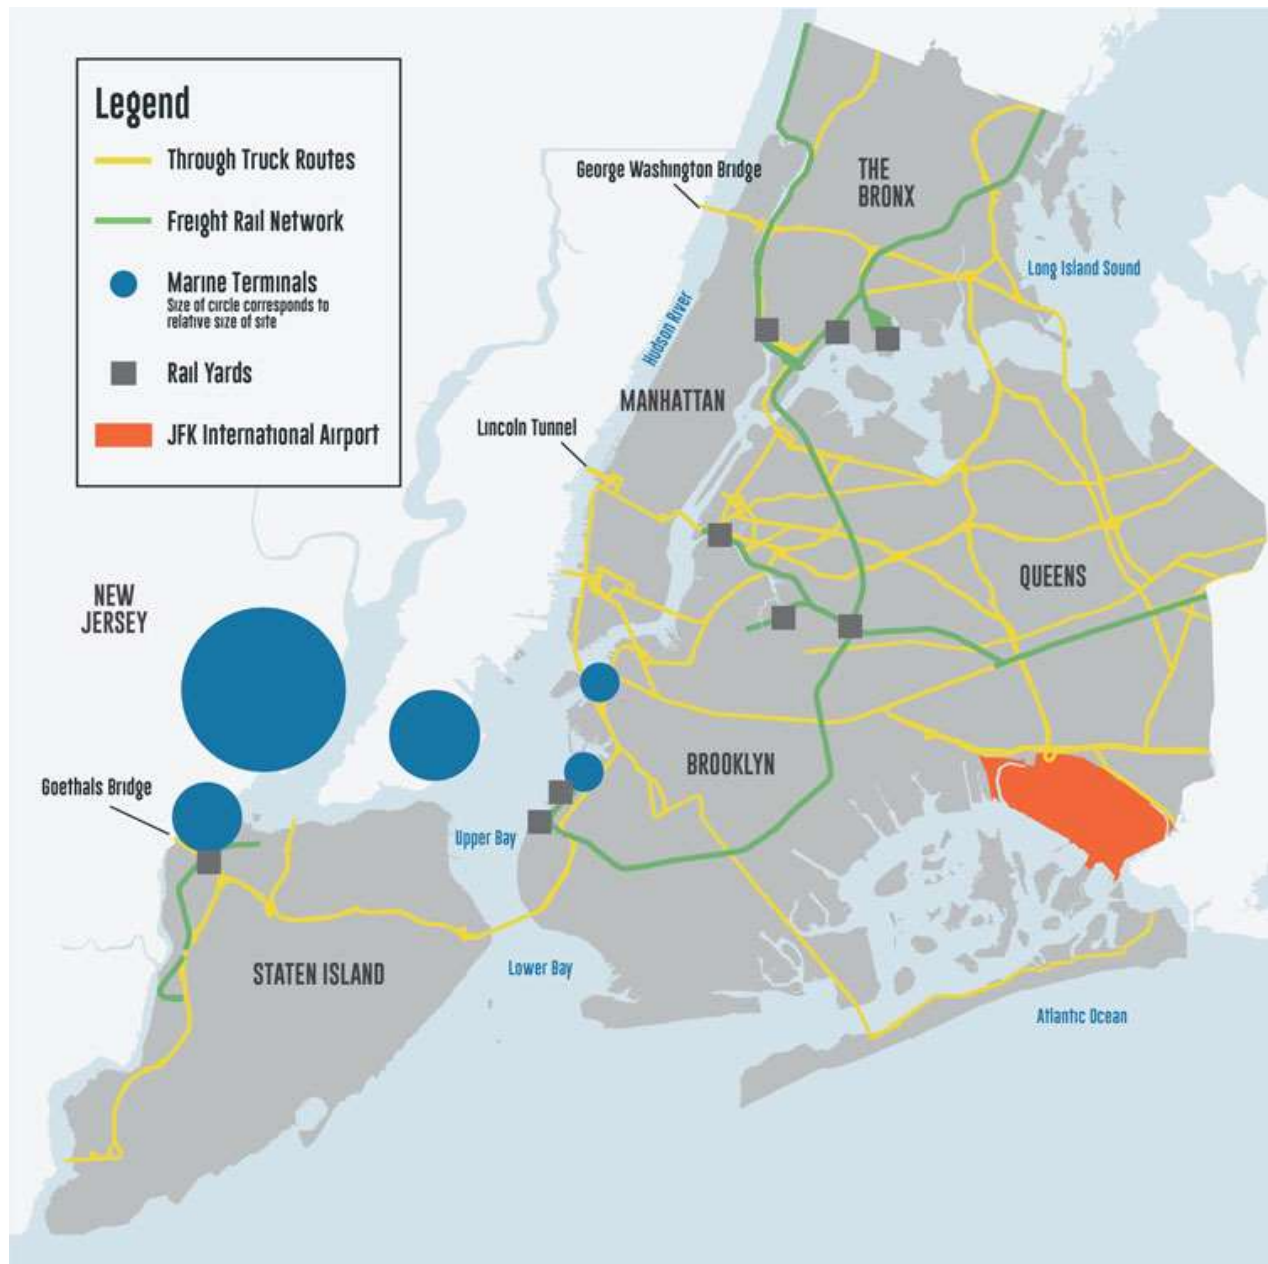 Legend
Through Truck Routes
Freight Rail Network
Marine Terminals
Size of circle corresponds to
relative size of site
Rail Yards
JFK International Airport
George Washington Bridge
THE
BRONX
Long Island Sound
Hudson River
MANHATTAN
Lincoln Tunnel
QUEENS
NEW
JERSEY
BROOKLYN
Goethals Bridge
Upper Bay
STATEN ISLAND
Lower Bay
Atlantic Ocean